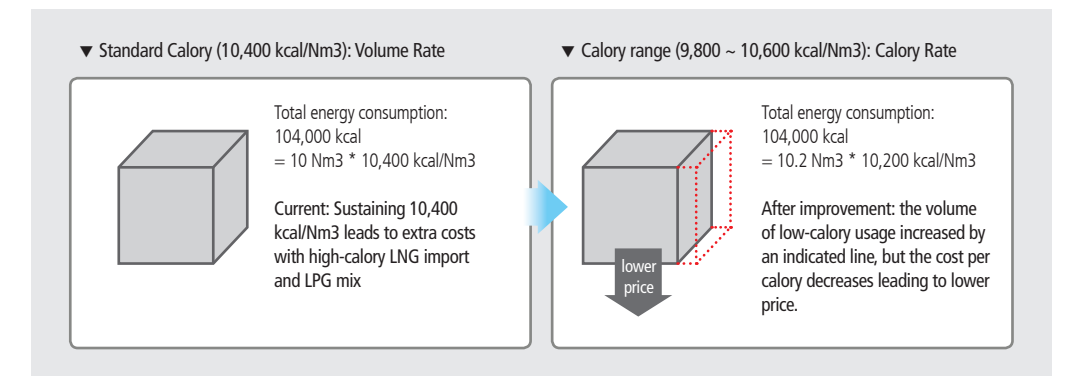 ▼ Standard Calory (10,400 kcal/Nm3): Volume Rate
Total energy consumption:
104,000 kcal
= 10 Nm3 * 10,400 kcal/Nm3
Current: Sustaining 10,400
kcal/Nm3 leads to extra costs
with high-calory LNG import
and LPG mix
▼ Calory range (9,800 ~ 10,600 kcal/Nm3): Calory Rate
lower
price
Total energy consumption:
104,000 kcal
= 10.2 Nm3 * 10,200 kcal/Nm3
After improvement: the volume
of low-calory usage increased by
an indicated line, but the cost per
calory decreases leading to lower
price.